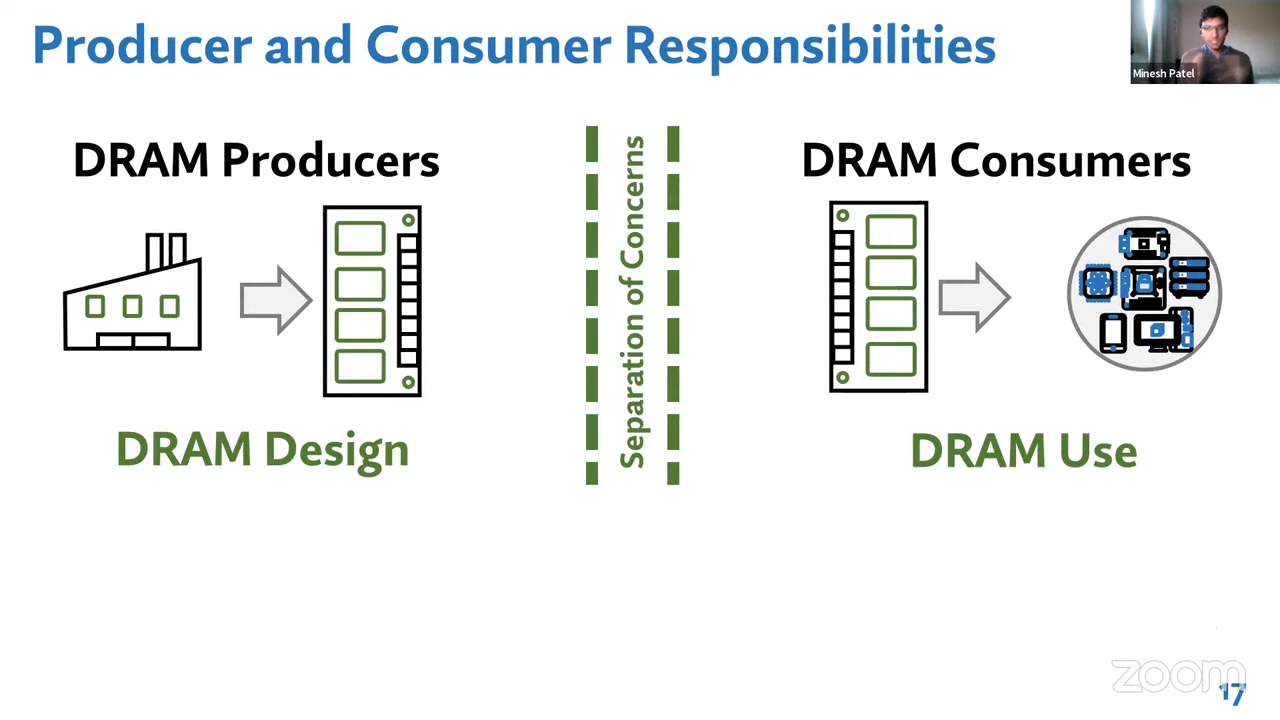 Producer and Consumer Responsibilities
Minesh Patel
DRAM Producers
Separation of Concerns
DRAM Consumers
DRAM Design
DRAM Use
zoom
17